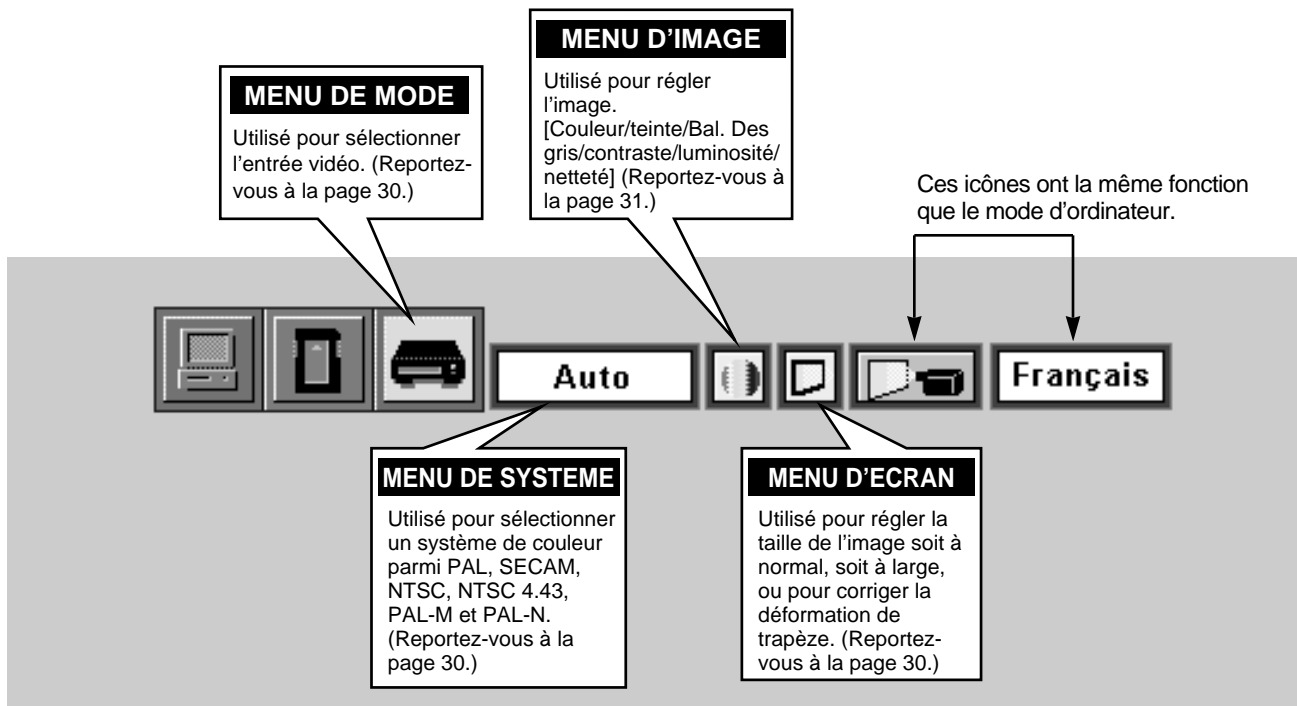 MENU D'IMAGE
Utilisé pour régler
l'image.
[Couleur/teinte/Bal. Des
gris/contraste/luminosité/
netteté] (Reportez-vous à
la page 31.)
MENU DE MODE
Utilisé pour sélectionner
l'entrée vidéo. (Reportez-
vous à la page 30.)
Ces icônes ont la même fonction
que le mode d'ordinateur.
Auto
Français
MENU DE SYSTEME
Utilisé pour sélectionner
un système de couleur
parmi PAL, SECAM,
NTSC, NTSC 4.43,
PAL-M et PAL-N.
(Reportez-vous à la
page 30.)
MENU D'ECRAN
Utilisé pour régler la
taille de l'image soit à
normal, soit à large,
ou pour corriger la
déformation de
trapèze. (Reportez-
vous à la page 30.)